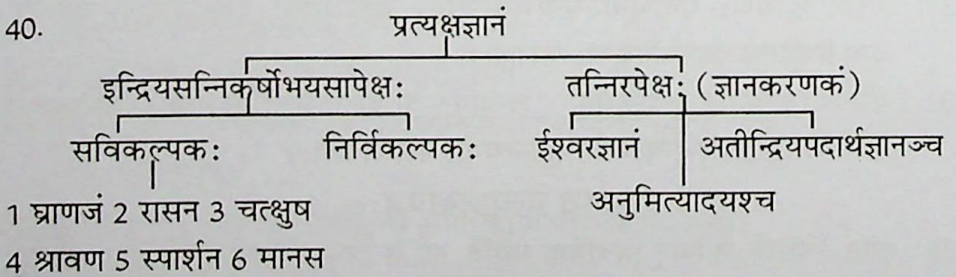 40. प्रत्यक्षज्ञानं
इन्द्रियसन्निकर्षोभयसापेक्षः तन्निरपेक्षः (ज्ञानकरणकं)
सविकल्पकः निर्विकल्पकः ईश्वरज्ञानं अतीन्द्रियपदार्थज्ञानञ्च
1 घ्राणजं 2 रासन 3 चत्क्षुष अनुमित्यादयश्च
4 श्रावण 5 स्पार्शन 6 मानस